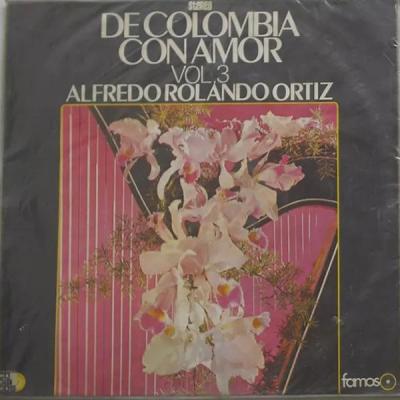 STEREO
DE COLOMBIA
CON AMOR
VOL. 3
ALFREDO ROLANDO ORTIZ
famoso